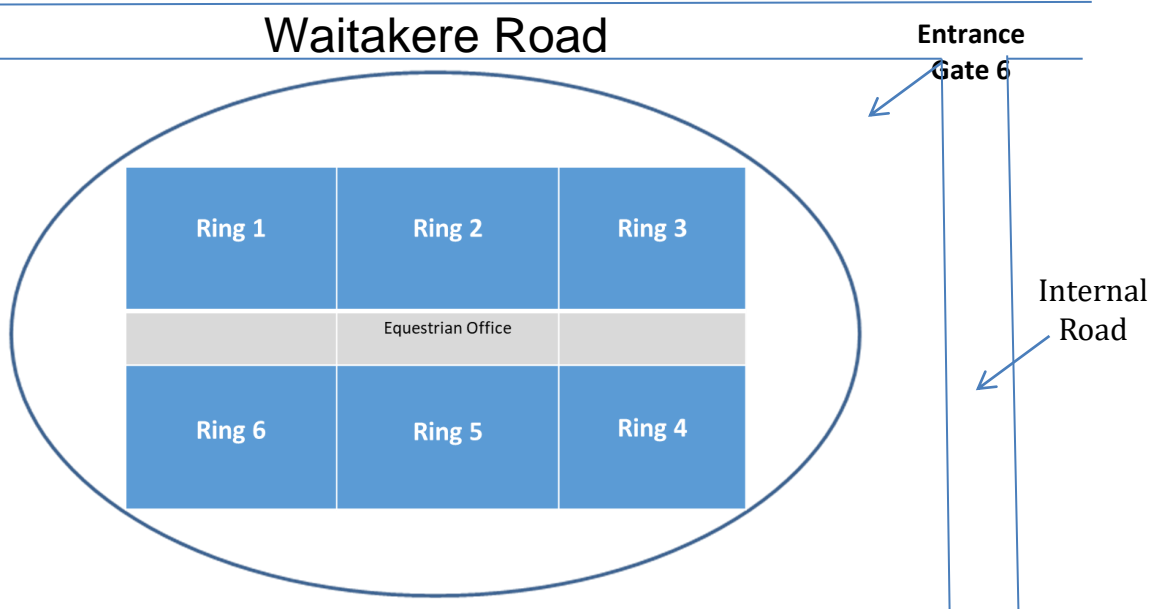 Waitakere Road
Entrance
Gate 6
Ring 1
Ring 2
Ring 3
Equestrian Office
Internal
Road
Ring 6
Ring 5
Ring 4